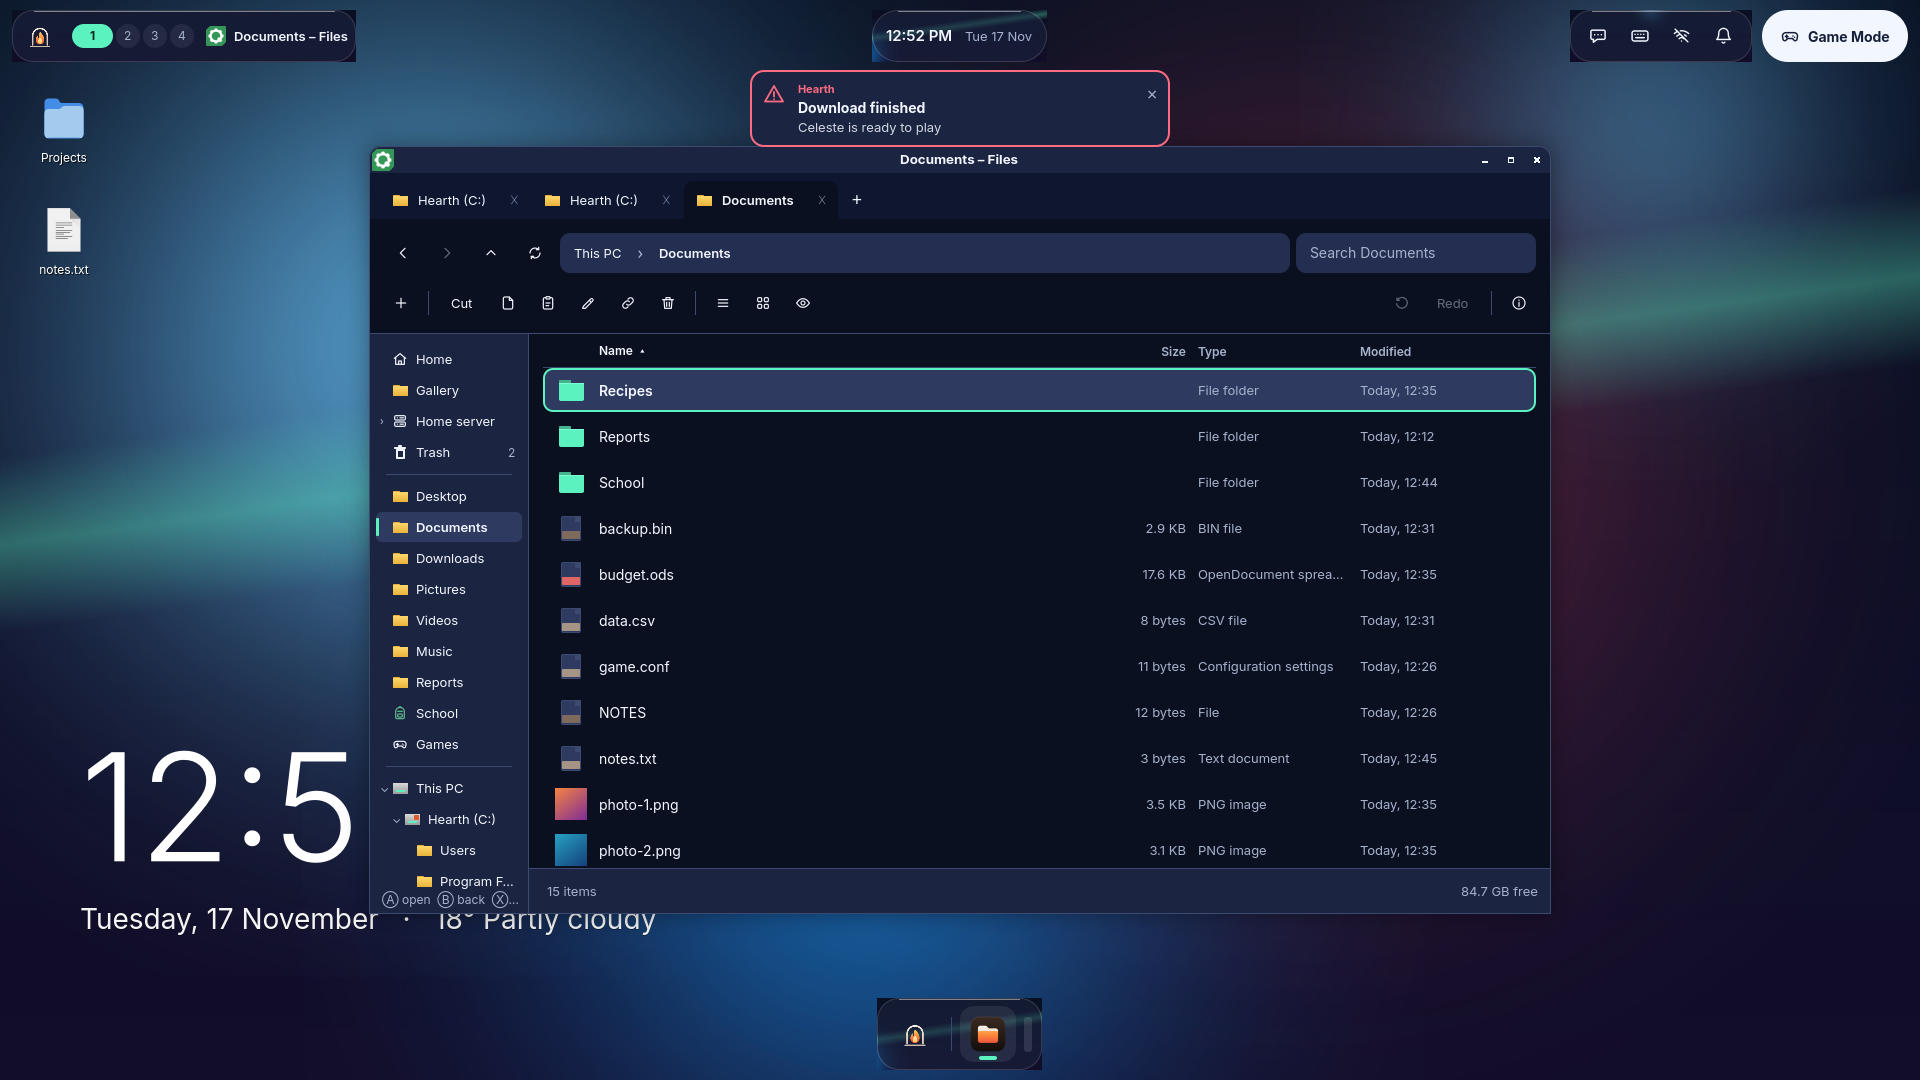 1 2 3 4 Documents – Files
12:52 PM Tue 17 Nov
Game Mode
Projects
notes.txt
Hearth
Download finished
Celeste is ready to play
Documents – Files
Hearth (C:) X Hearth (C:) X Documents X +
This PC › Documents
Search Documents
Cut
Redo
Home
Gallery
Home server
Trash 2
Desktop
Documents
Downloads
Pictures
Videos
Music
Reports
School
Games
This PC
Hearth (C:)
Users
Program F...
A open B back X...
Name Size Type Modified
Recipes File folder Today, 12:35
Reports File folder Today, 12:12
School File folder Today, 12:44
backup.bin 2.9 KB BIN file Today, 12:31
budget.ods 17.6 KB OpenDocument sprea... Today, 12:35
data.csv 8 bytes CSV file Today, 12:31
game.conf 11 bytes Configuration settings Today, 12:26
NOTES 12 bytes File Today, 12:26
notes.txt 3 bytes Text document Today, 12:45
photo-1.png 3.5 KB PNG image Today, 12:35
photo-2.png 3.1 KB PNG image Today, 12:35
15 items 84.7 GB free
12:5
Tuesday, 17 November · 18° Partly cloudy